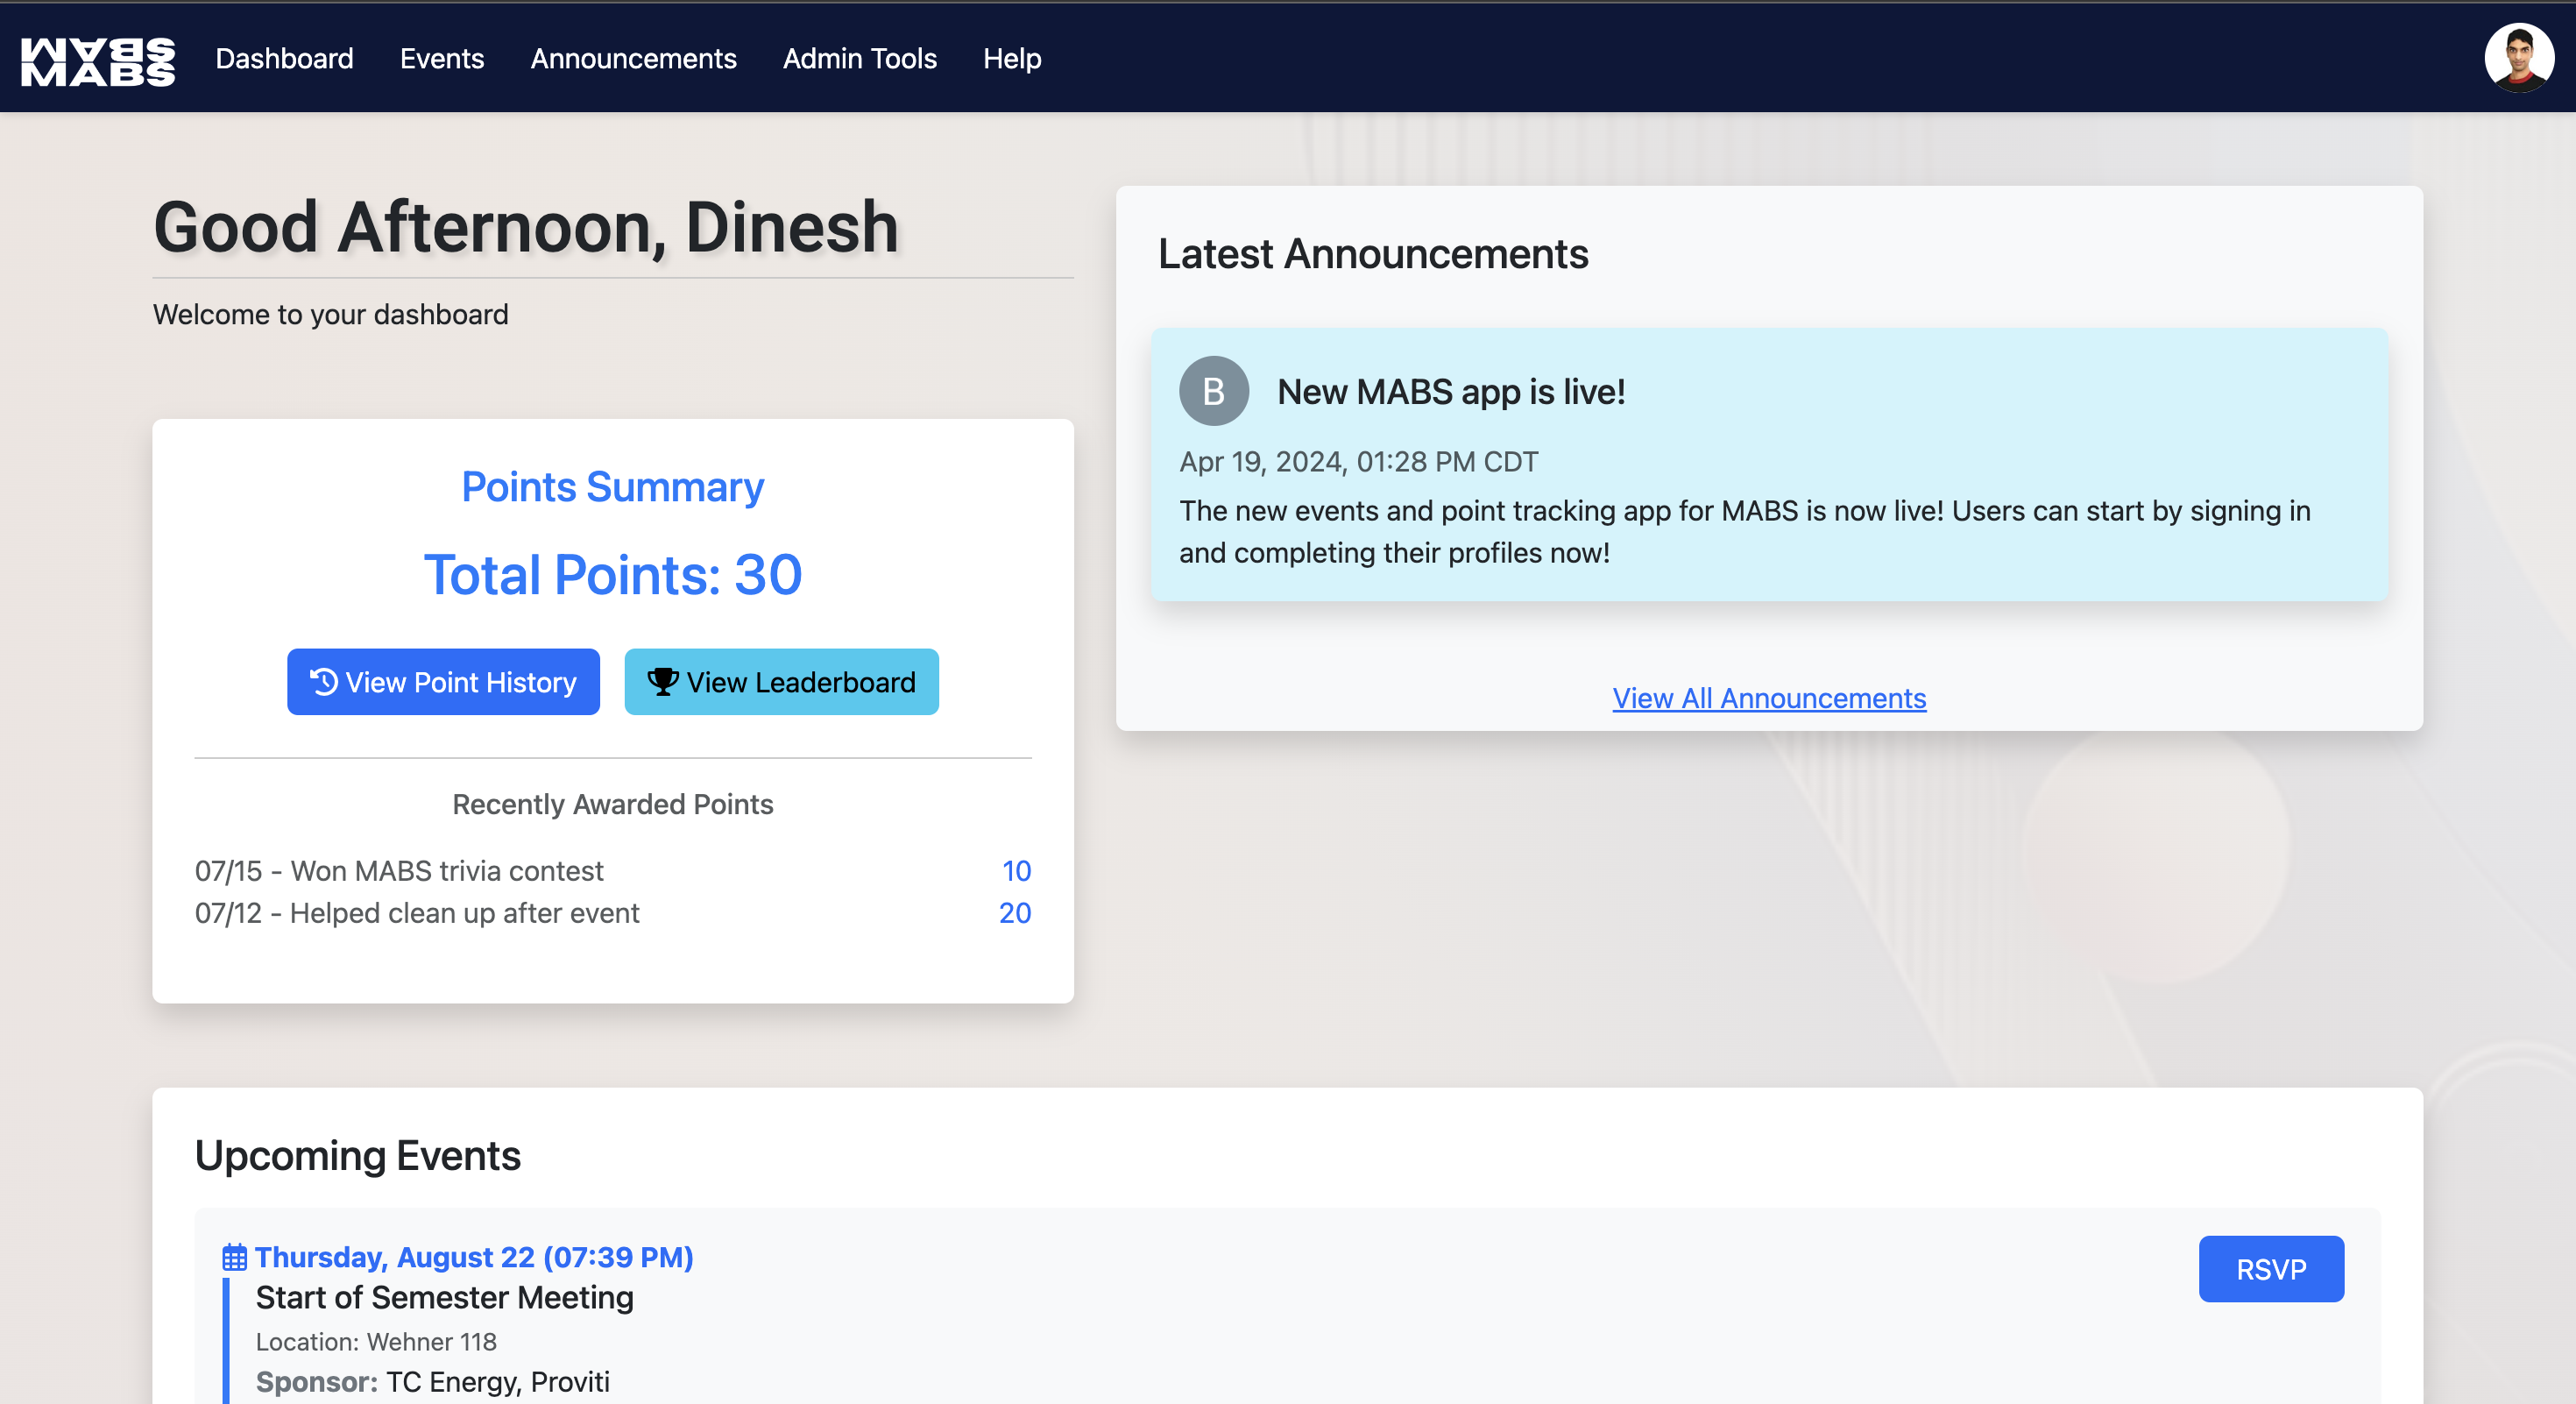 MABS
MABS Dashboard Events Announcements Admin Tools Help
Good Afternoon, Dinesh
Welcome to your dashboard
Points Summary
Total Points: 30
View Point History View Leaderboard
Recently Awarded Points
07/15 - Won MABS trivia contest 10
07/12 - Helped clean up after event 20
Latest Announcements
B New MABS app is live!
Apr 19, 2024, 01:28 PM CDT
The new events and point tracking app for MABS is now live! Users can start by signing in
and completing their profiles now!
View All Announcements
Upcoming Events
Thursday, August 22 (07:39 PM)
RSVP
Start of Semester Meeting
Location: Wehner 118
Sponsor: TC Energy, Proviti